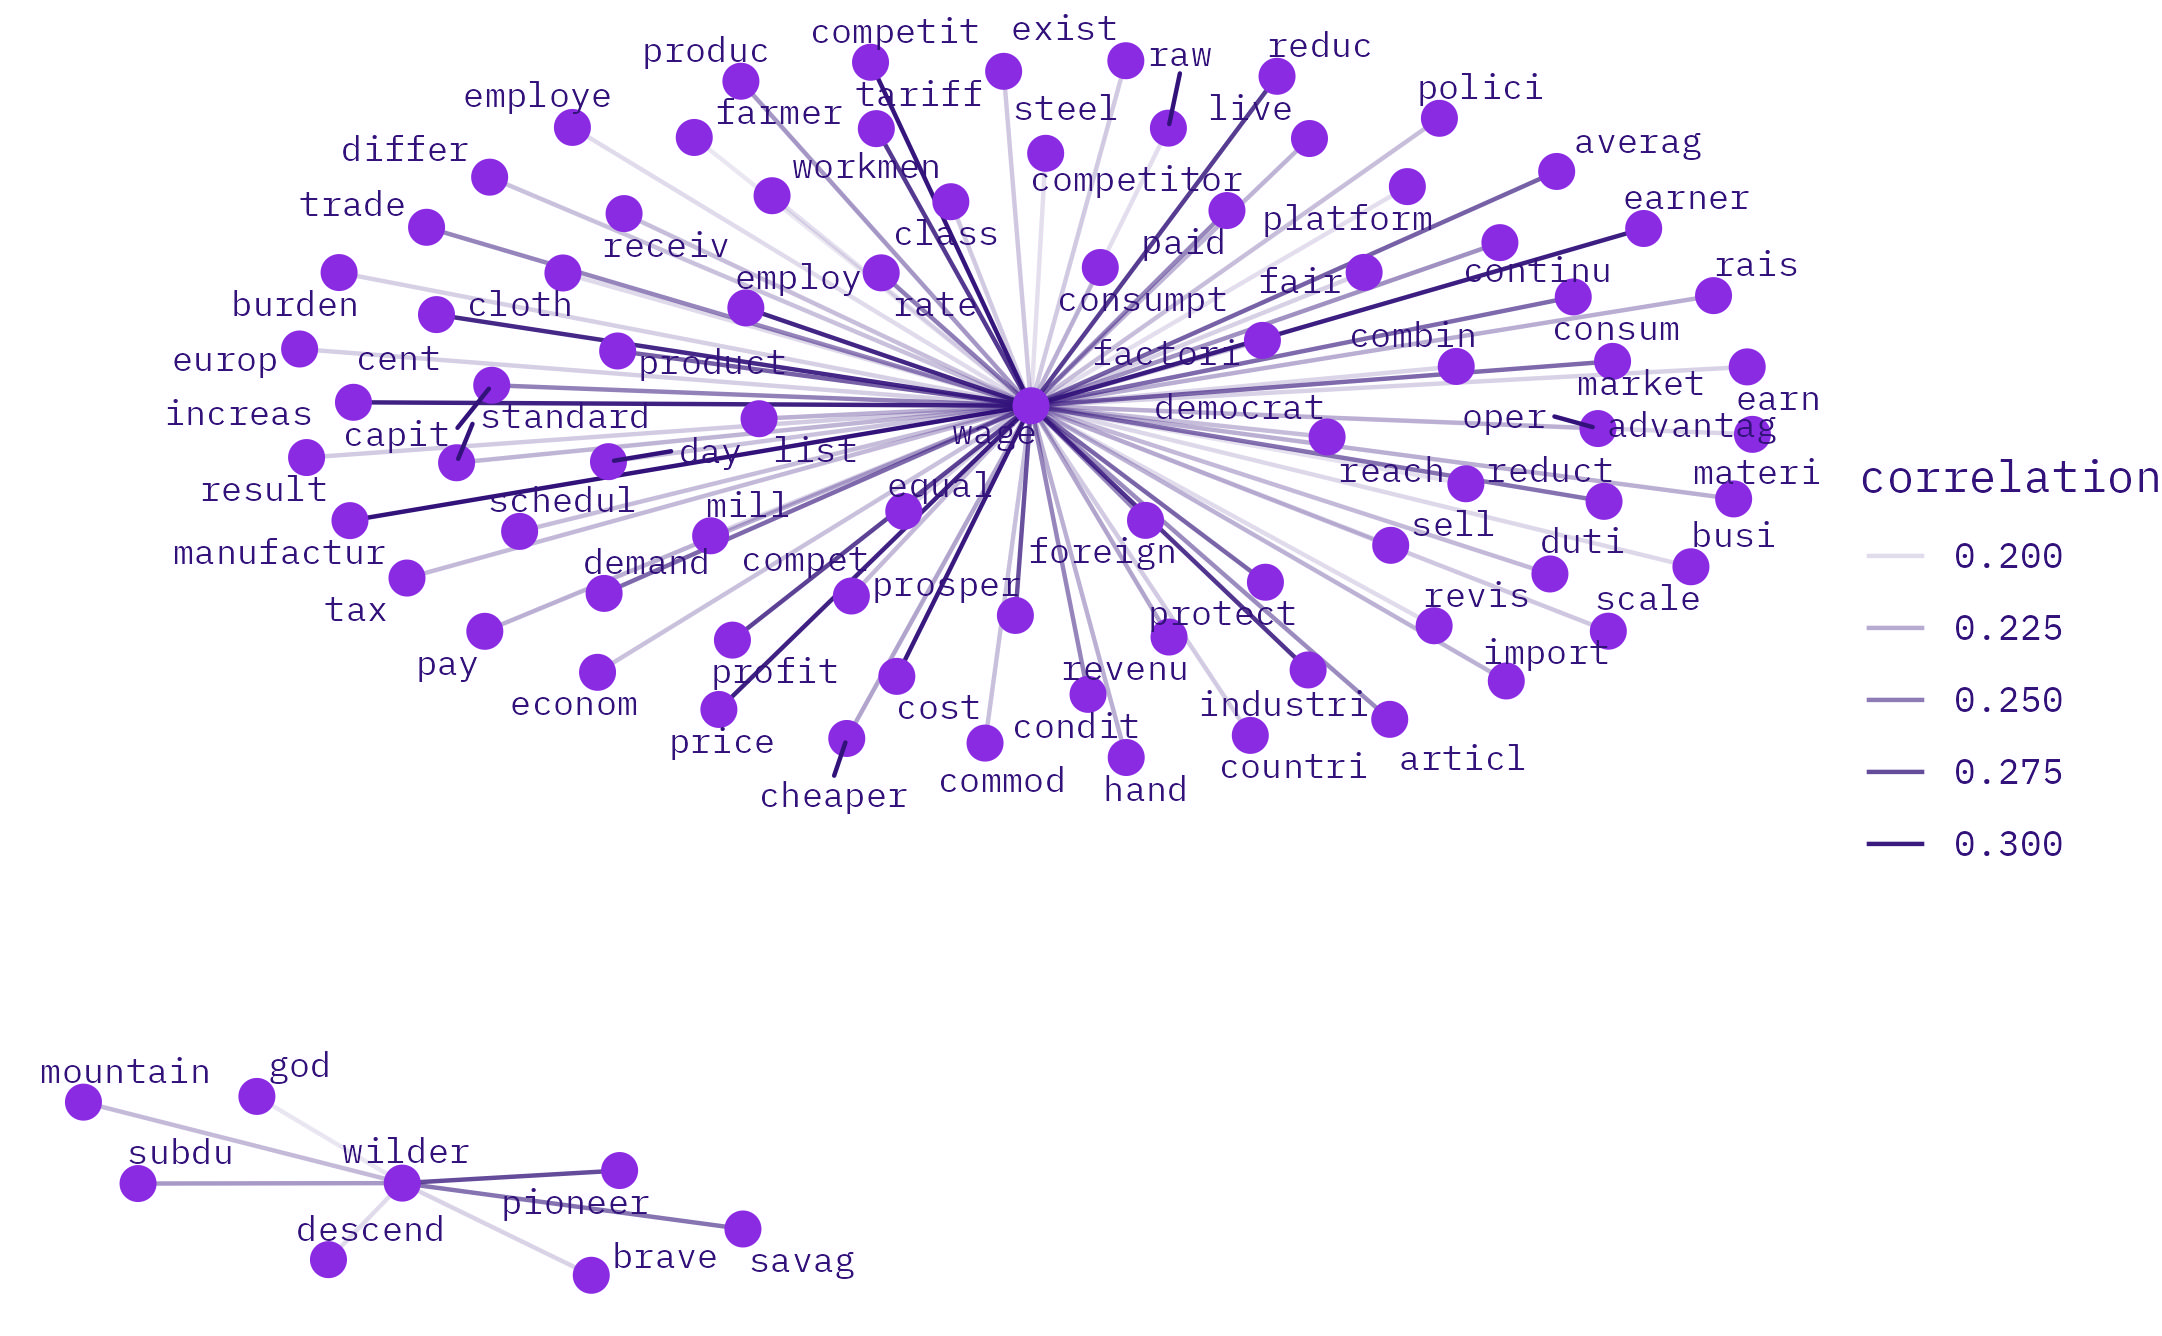 competit
exist
produc
raw
reduc
employe
farmer
tariff
steel
live
polici
differ
workmen
averag
trade
competitor
earner
receiv
class
paid
platform
burden
cloth
employ
rate
consumpt
fair
continu
rais
europ
cent
product
factori
combin
consum
increas
capit
standard
wage
democrat
oper
market
advantag
earn
result
day
list
reach
reduct
materi
manufactur
schedul
mill
equal
foreign
sell
duti
busi
tax
demand
compet
prosper
protect
revis
scale
pay
econom
profit
revenu
import
price
cost
condit
industri
articl
cheaper
commod
hand
countri
correlation
0.200
0.225
0.250
0.275
0.300
mountain
god
subdu
wilder
pioneer
descend
brave
savag